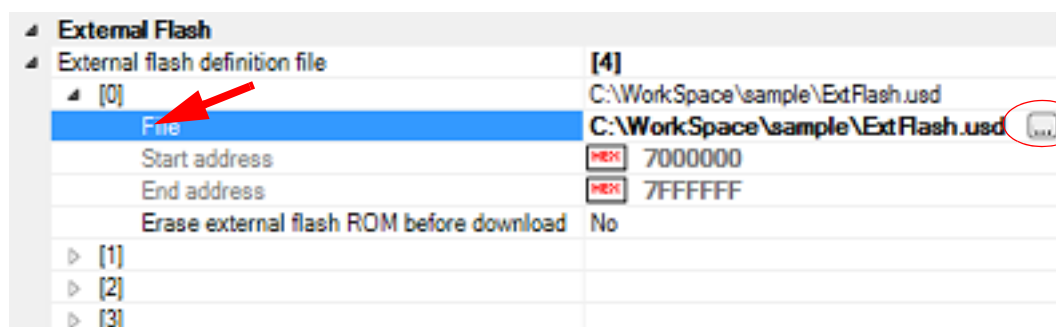 External Flash
External flash definition file [4]
[0] C:\WorkSpace\sample\ExtFlash.usd
File C:\WorkSpace\sample\ExtFlash.usd ...
Start address HEX 7000000
End address HEX 7FFFFFF
Erase external flash ROM before download No
[1]
[2]
[3]